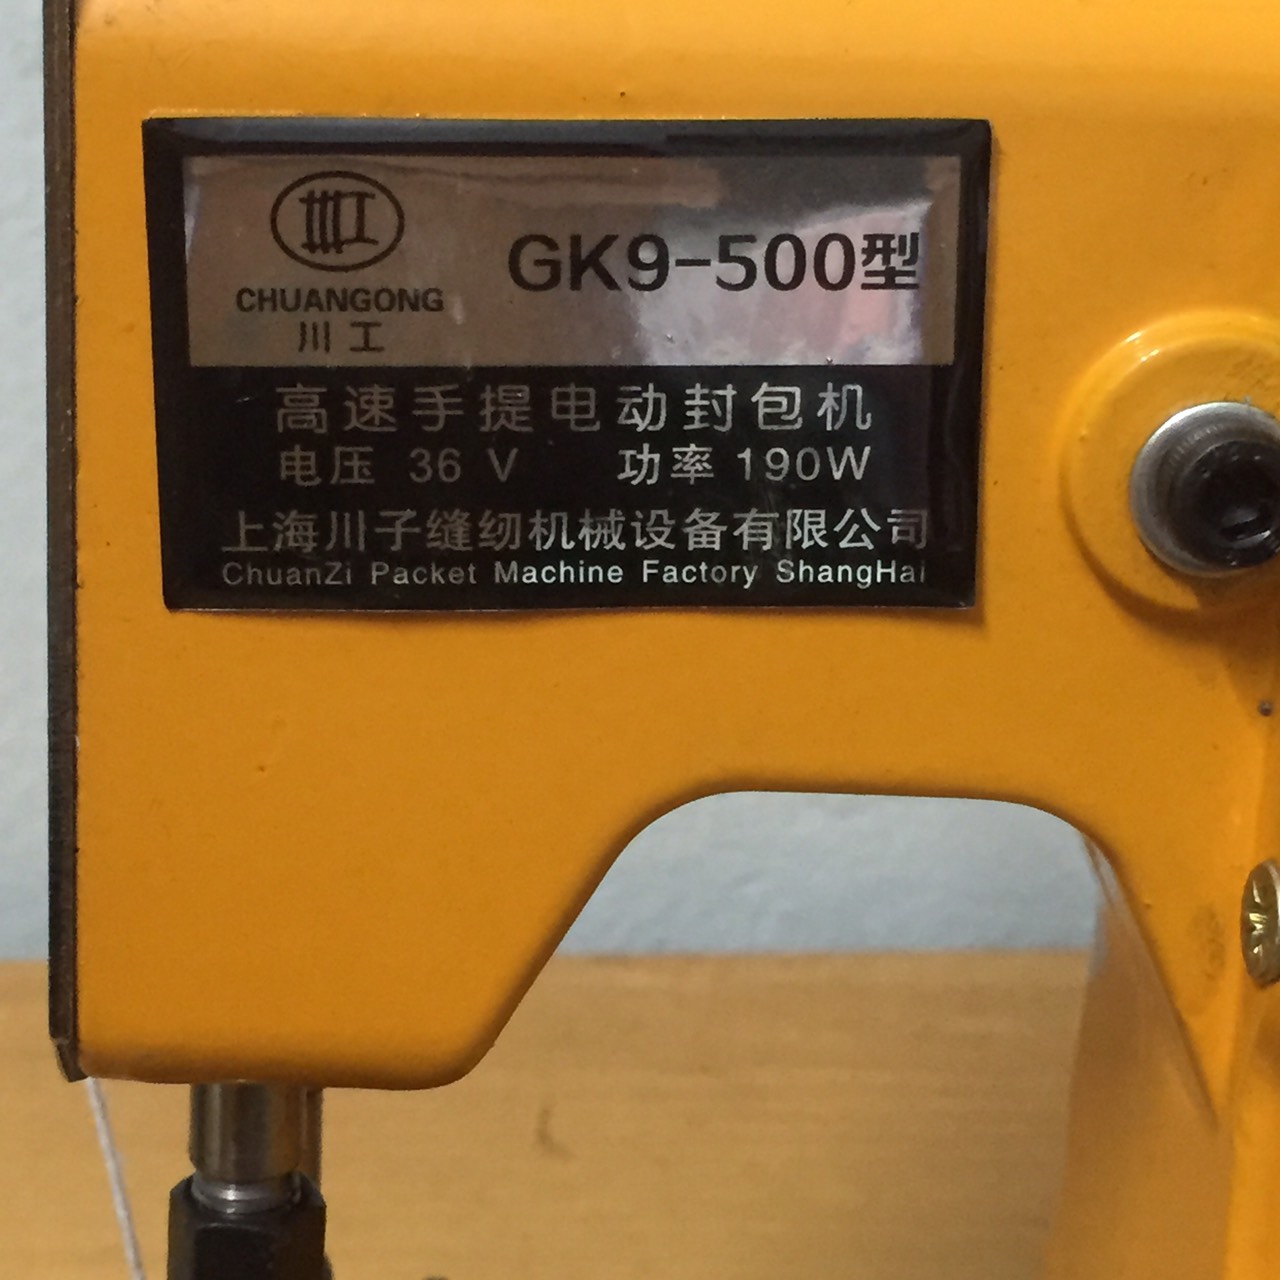 川工
CHUANGONG
川工
GK9-500型
高速手提电动封包机
电压 36 V 功率 190W
上海川子缝纫机械设备有限公司
ChuanZi Packet Machine Factory ShangHai